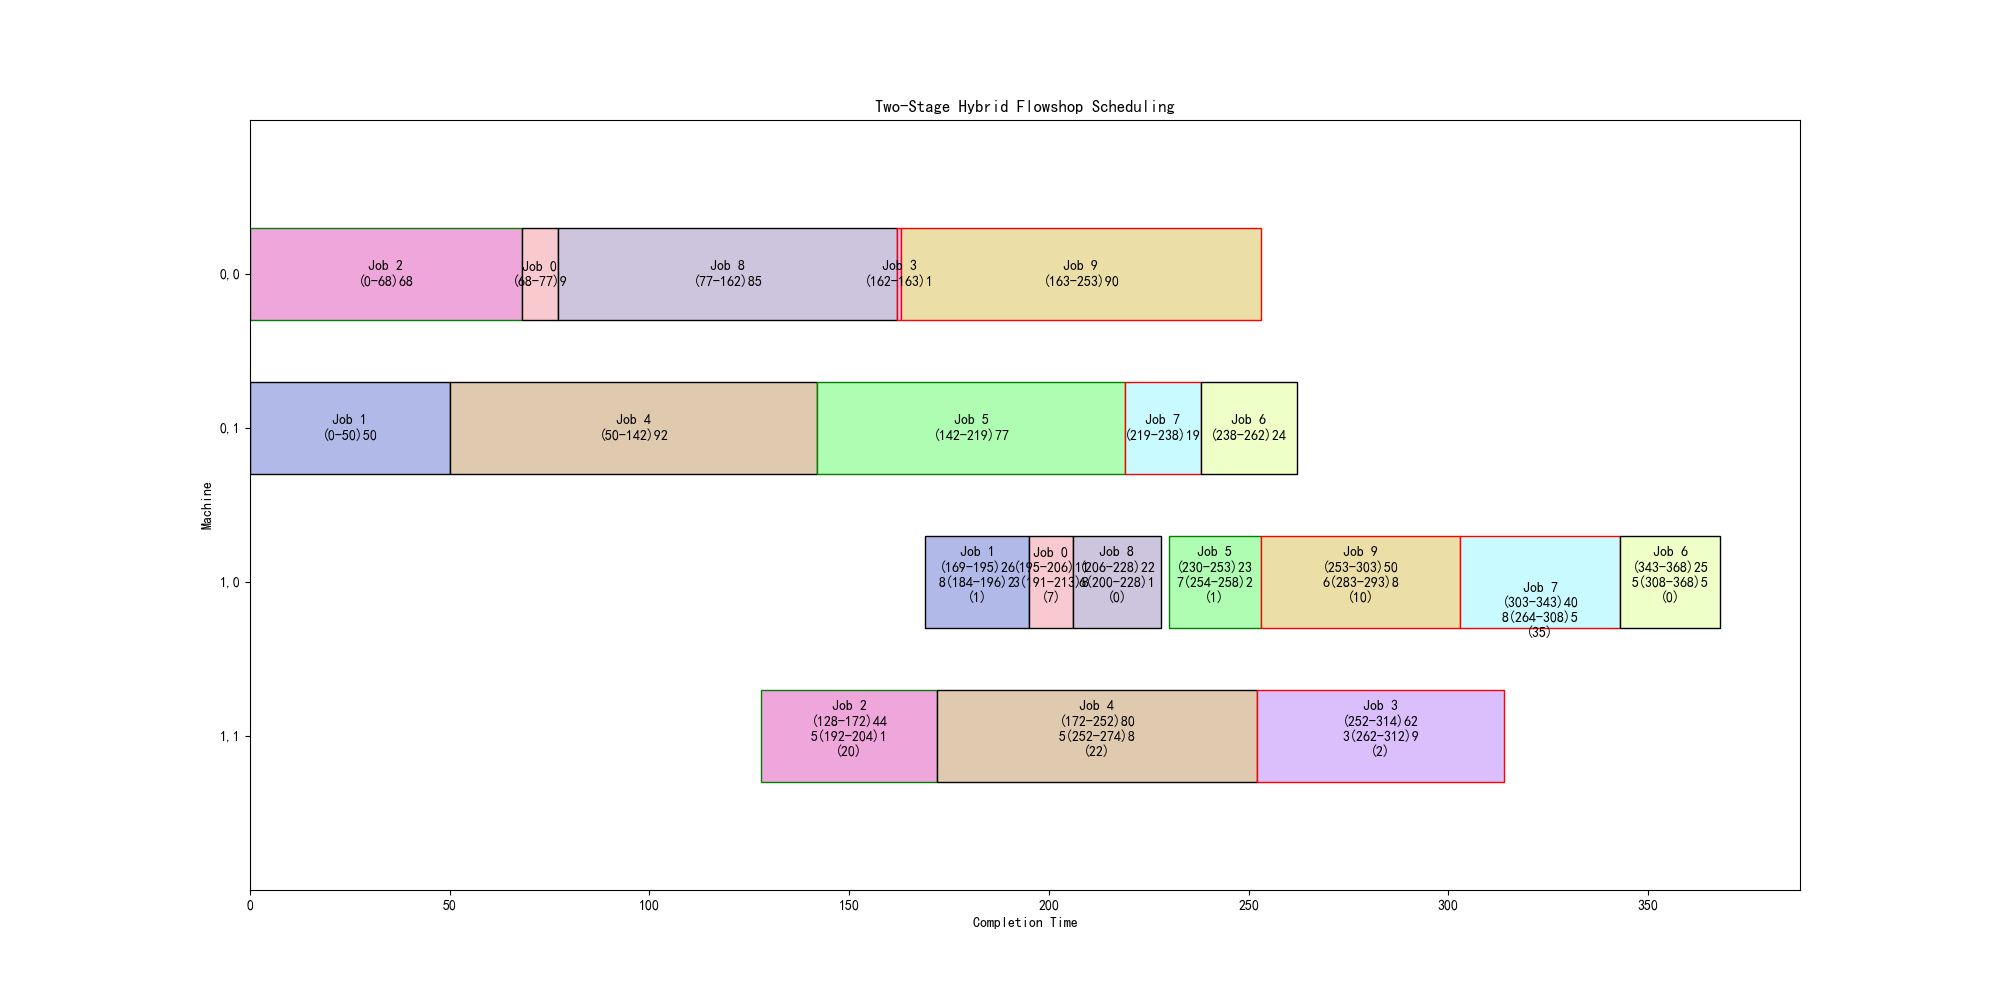 Two-Stage Hybrid Flowshop Scheduling
Job 2
(0-68)68
Job 0
(68-77)9
Job 8
(77-162)85
Job 3
(162-163)1
Job 9
(163-253)90
0,0
Job 1
(0-50)50
Job 4
(50-142)92
Job 5
(142-219)77
Job 7
(219-238)19
Job 6
(238-262)24
0,1
Machine
Job 1
(169-195)26
8(184-196)2
(1)
Job 0
(195-206)11
3(191-213)6
(7)
Job 8
(206-228)22
8(200-228)1
(0)
Job 5
(230-253)23
7(254-258)2
(1)
Job 9
(253-303)50
6(283-293)8
(10)
Job 7
(303-343)40
8(264-308)5
(35)
Job 6
(343-368)25
5(308-368)5
(0)
1,0
Job 2
(128-172)44
5(192-204)1
(20)
Job 4
(172-252)80
5(252-274)8
(22)
Job 3
(252-314)62
3(262-312)9
(2)
1,1
0 50 100 150 200 250 300 350
Completion Time